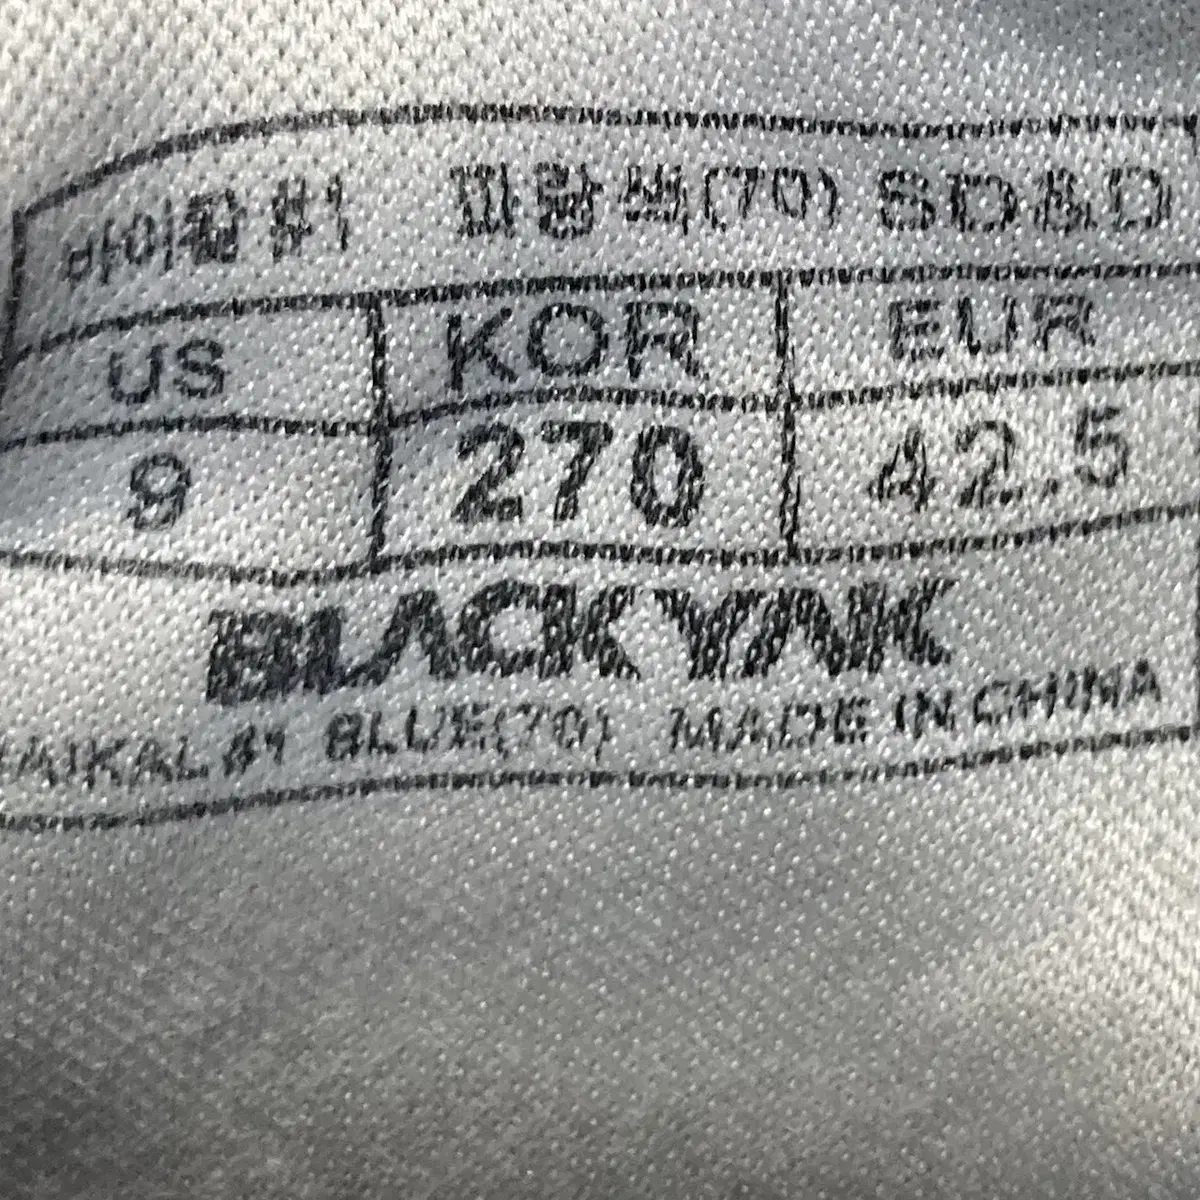 바이칼 #1 파랑색(70) SD&D
US KOR EUR
9 270 42.5
BLACKYAK
AIKAL #1 BLUE(70) MADE IN CHINA